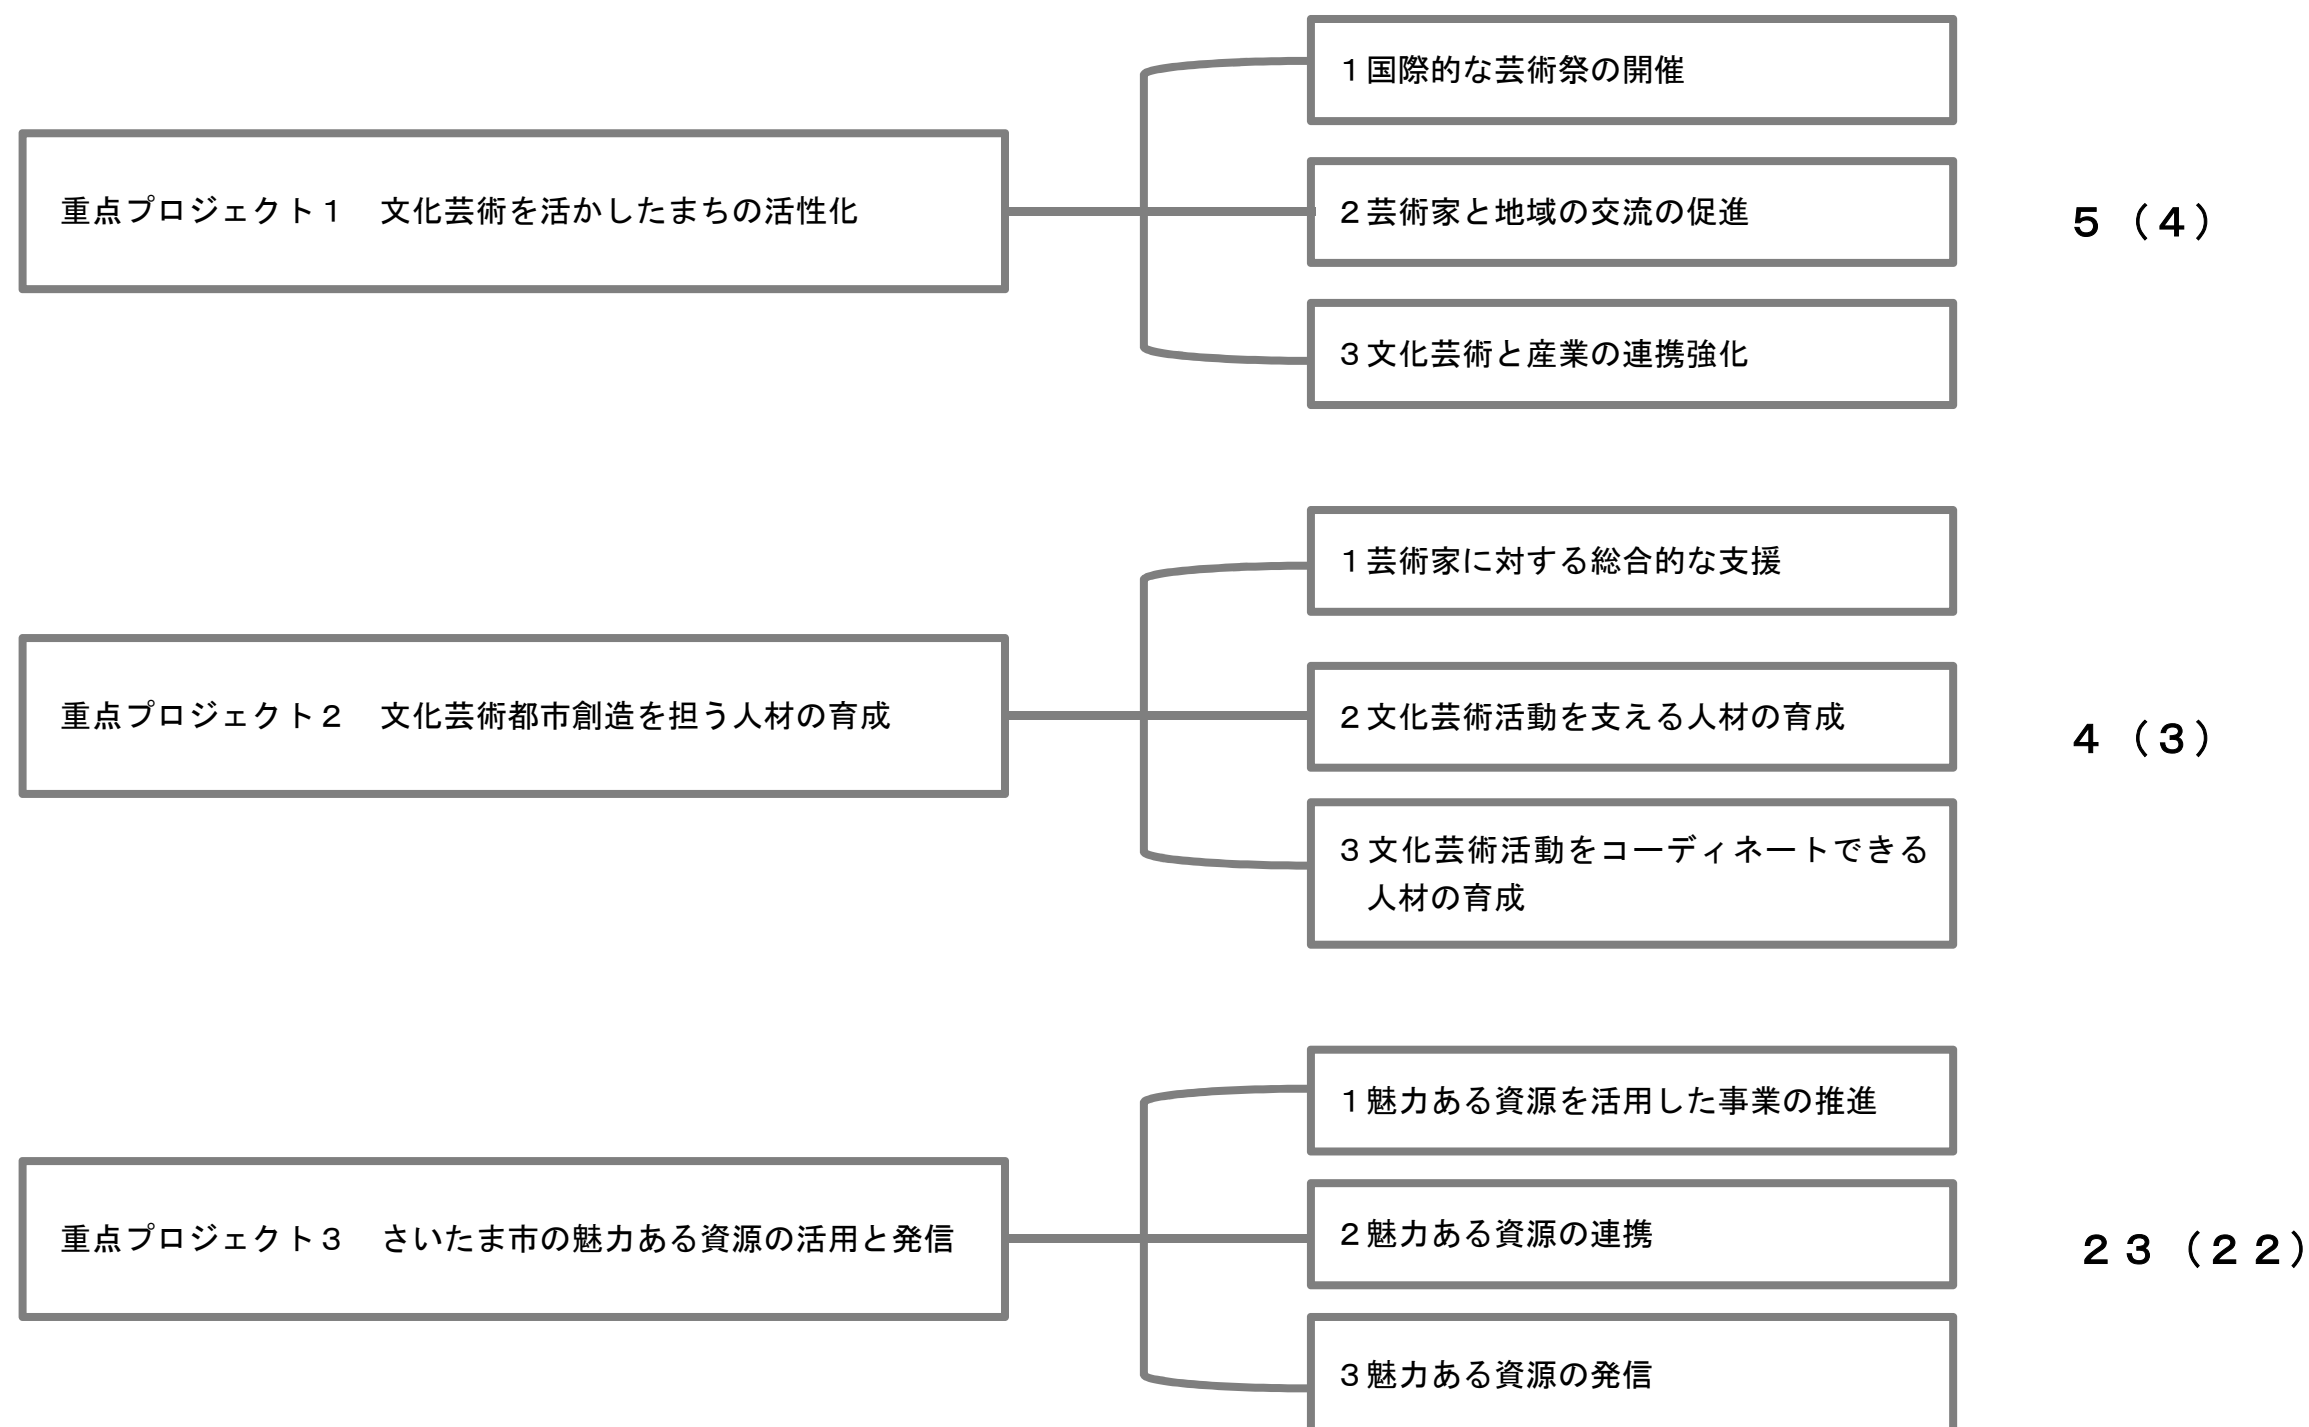 1国際的な芸術祭の開催
重点プロジェクト1　文化芸術を活かしたまちの活性化
2芸術家と地域の交流の促進
5（4）
3文化芸術と産業の連携強化
1芸術家に対する総合的な支援
重点プロジェクト2　文化芸術都市創造を担う人材の育成
2文化芸術活動を支える人材の育成
4（3）
3文化芸術活動をコーディネートできる
人材の育成
1魅力ある資源を活用した事業の推進
重点プロジェクト3　さいたま市の魅力ある資源の活用と発信
2魅力ある資源の連携
23（22）
3魅力ある資源の発信